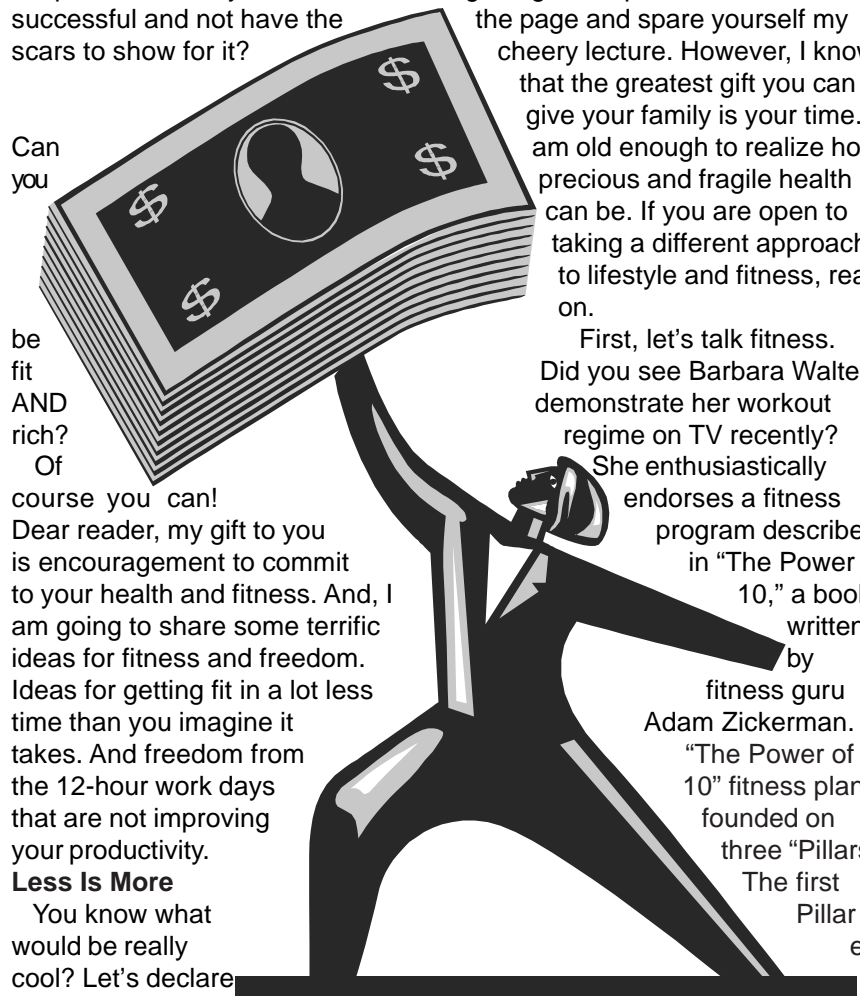 successful and not have the
scars to show for it?
Can
you
be
fit
AND
rich?
Of
course you can!
Dear reader, my gift to you
is encouragement to commit
to your health and fitness. And, I
am going to share some terrific
ideas for fitness and freedom.
Ideas for getting fit in a lot less
time than you imagine it
takes. And freedom from
the 12-hour work days
that are not improving
your productivity.
Less Is More
You know what
would be really
cool? Let’s declare
the page and spare yourself my
cheery lecture. However, I know
that the greatest gift you can
give your family is your time.
am old enough to realize
precious and fragile health
can be. If you are open to
taking a different approach
to lifestyle and fitness,
on.
First, let’s talk fitness.
Did you see Barbara
demonstrate her workout
regime on TV recently?
She enthusiastically
endorses a fitness
program
in “The Power
10,” a
written
by
fitness guru
Adam Zickerman.
“The Power of
10” fitness plan
founded on
three “Pillars
The first
Pillar
$
$
$
$